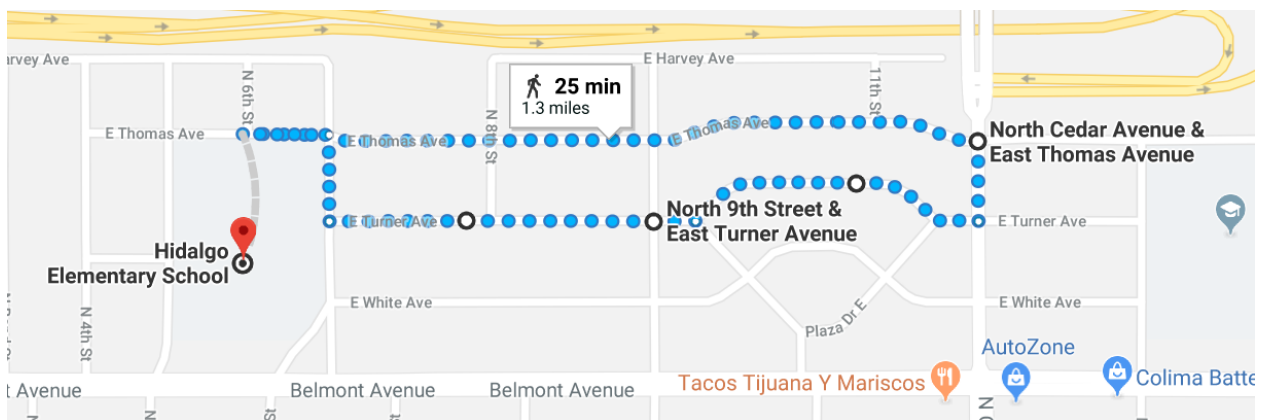 arvey Ave
E Harvey Ave
N 6th St
25 min
1.3 miles
11th St
E Thomas Ave
E Thomas Ave
N 8th St
E Thomas Ave
North Cedar Avenue &
East Thomas Avenue
North 9th Street &
East Turner Avenue
E Turner Ave
E Turner Ave
Hidalgo
Elementary School
E White Ave
E White Ave
N 4th St
Plaza Dr E
AutoZone
Tacos Tijuana Y Mariscos
Colima Batte
t Avenue
Belmont Avenue
Belmont Avenue